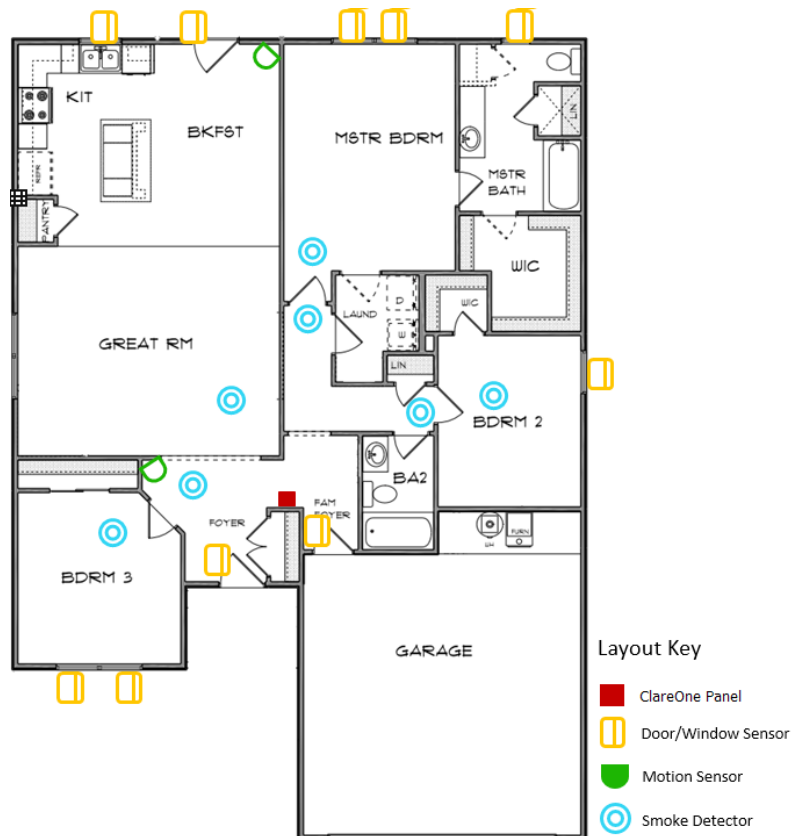 KIT
BKFST
MSTR BDRM
LIN
REFR
MSTR
BATH
PANTRY
WIC
WIC
D
LAUND
GREAT RM
LIN
BDRM 2
BA2
FAM
FOYER
FOYER
WH
FURN
BDRM 3
GARAGE
Layout Key
ClareOne Panel
Door/Window Sensor
Motion Sensor
Smoke Detector